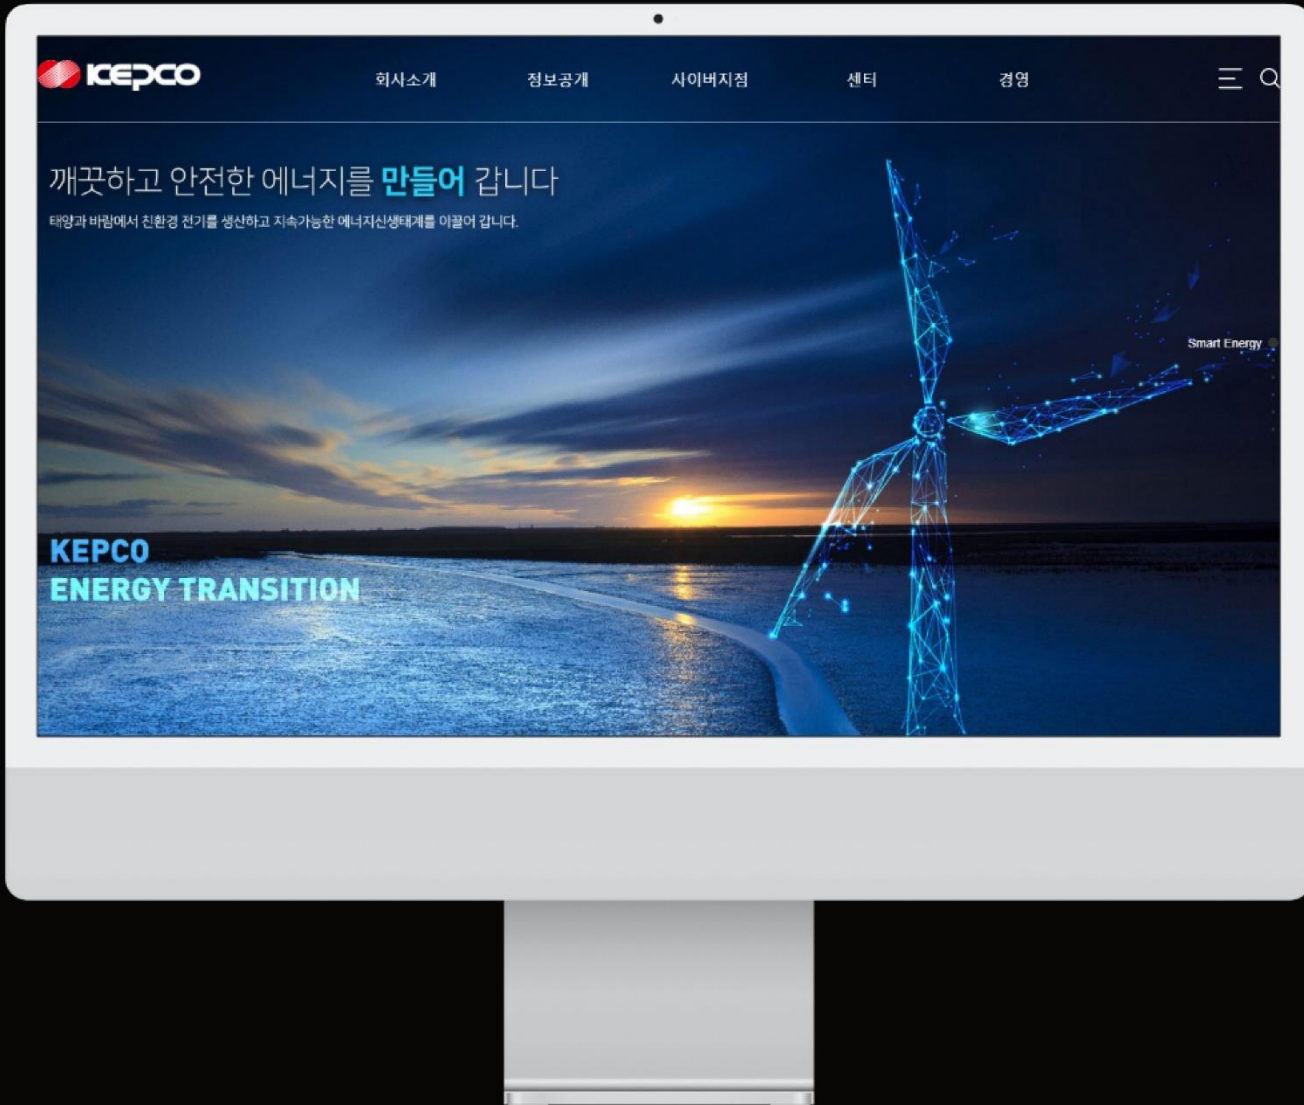 KEPCO
회사소개
정보공개
사이버지점
센터
경영
깨끗하고 안전한 에너지를 만들어 갑니다
태양과 바람에서 친환경 전기를 생산하고 지속가능한 에너지신생태계를 이끌어 갑니다.
Smart Energy
KEPCO
ENERGY TRANSITION